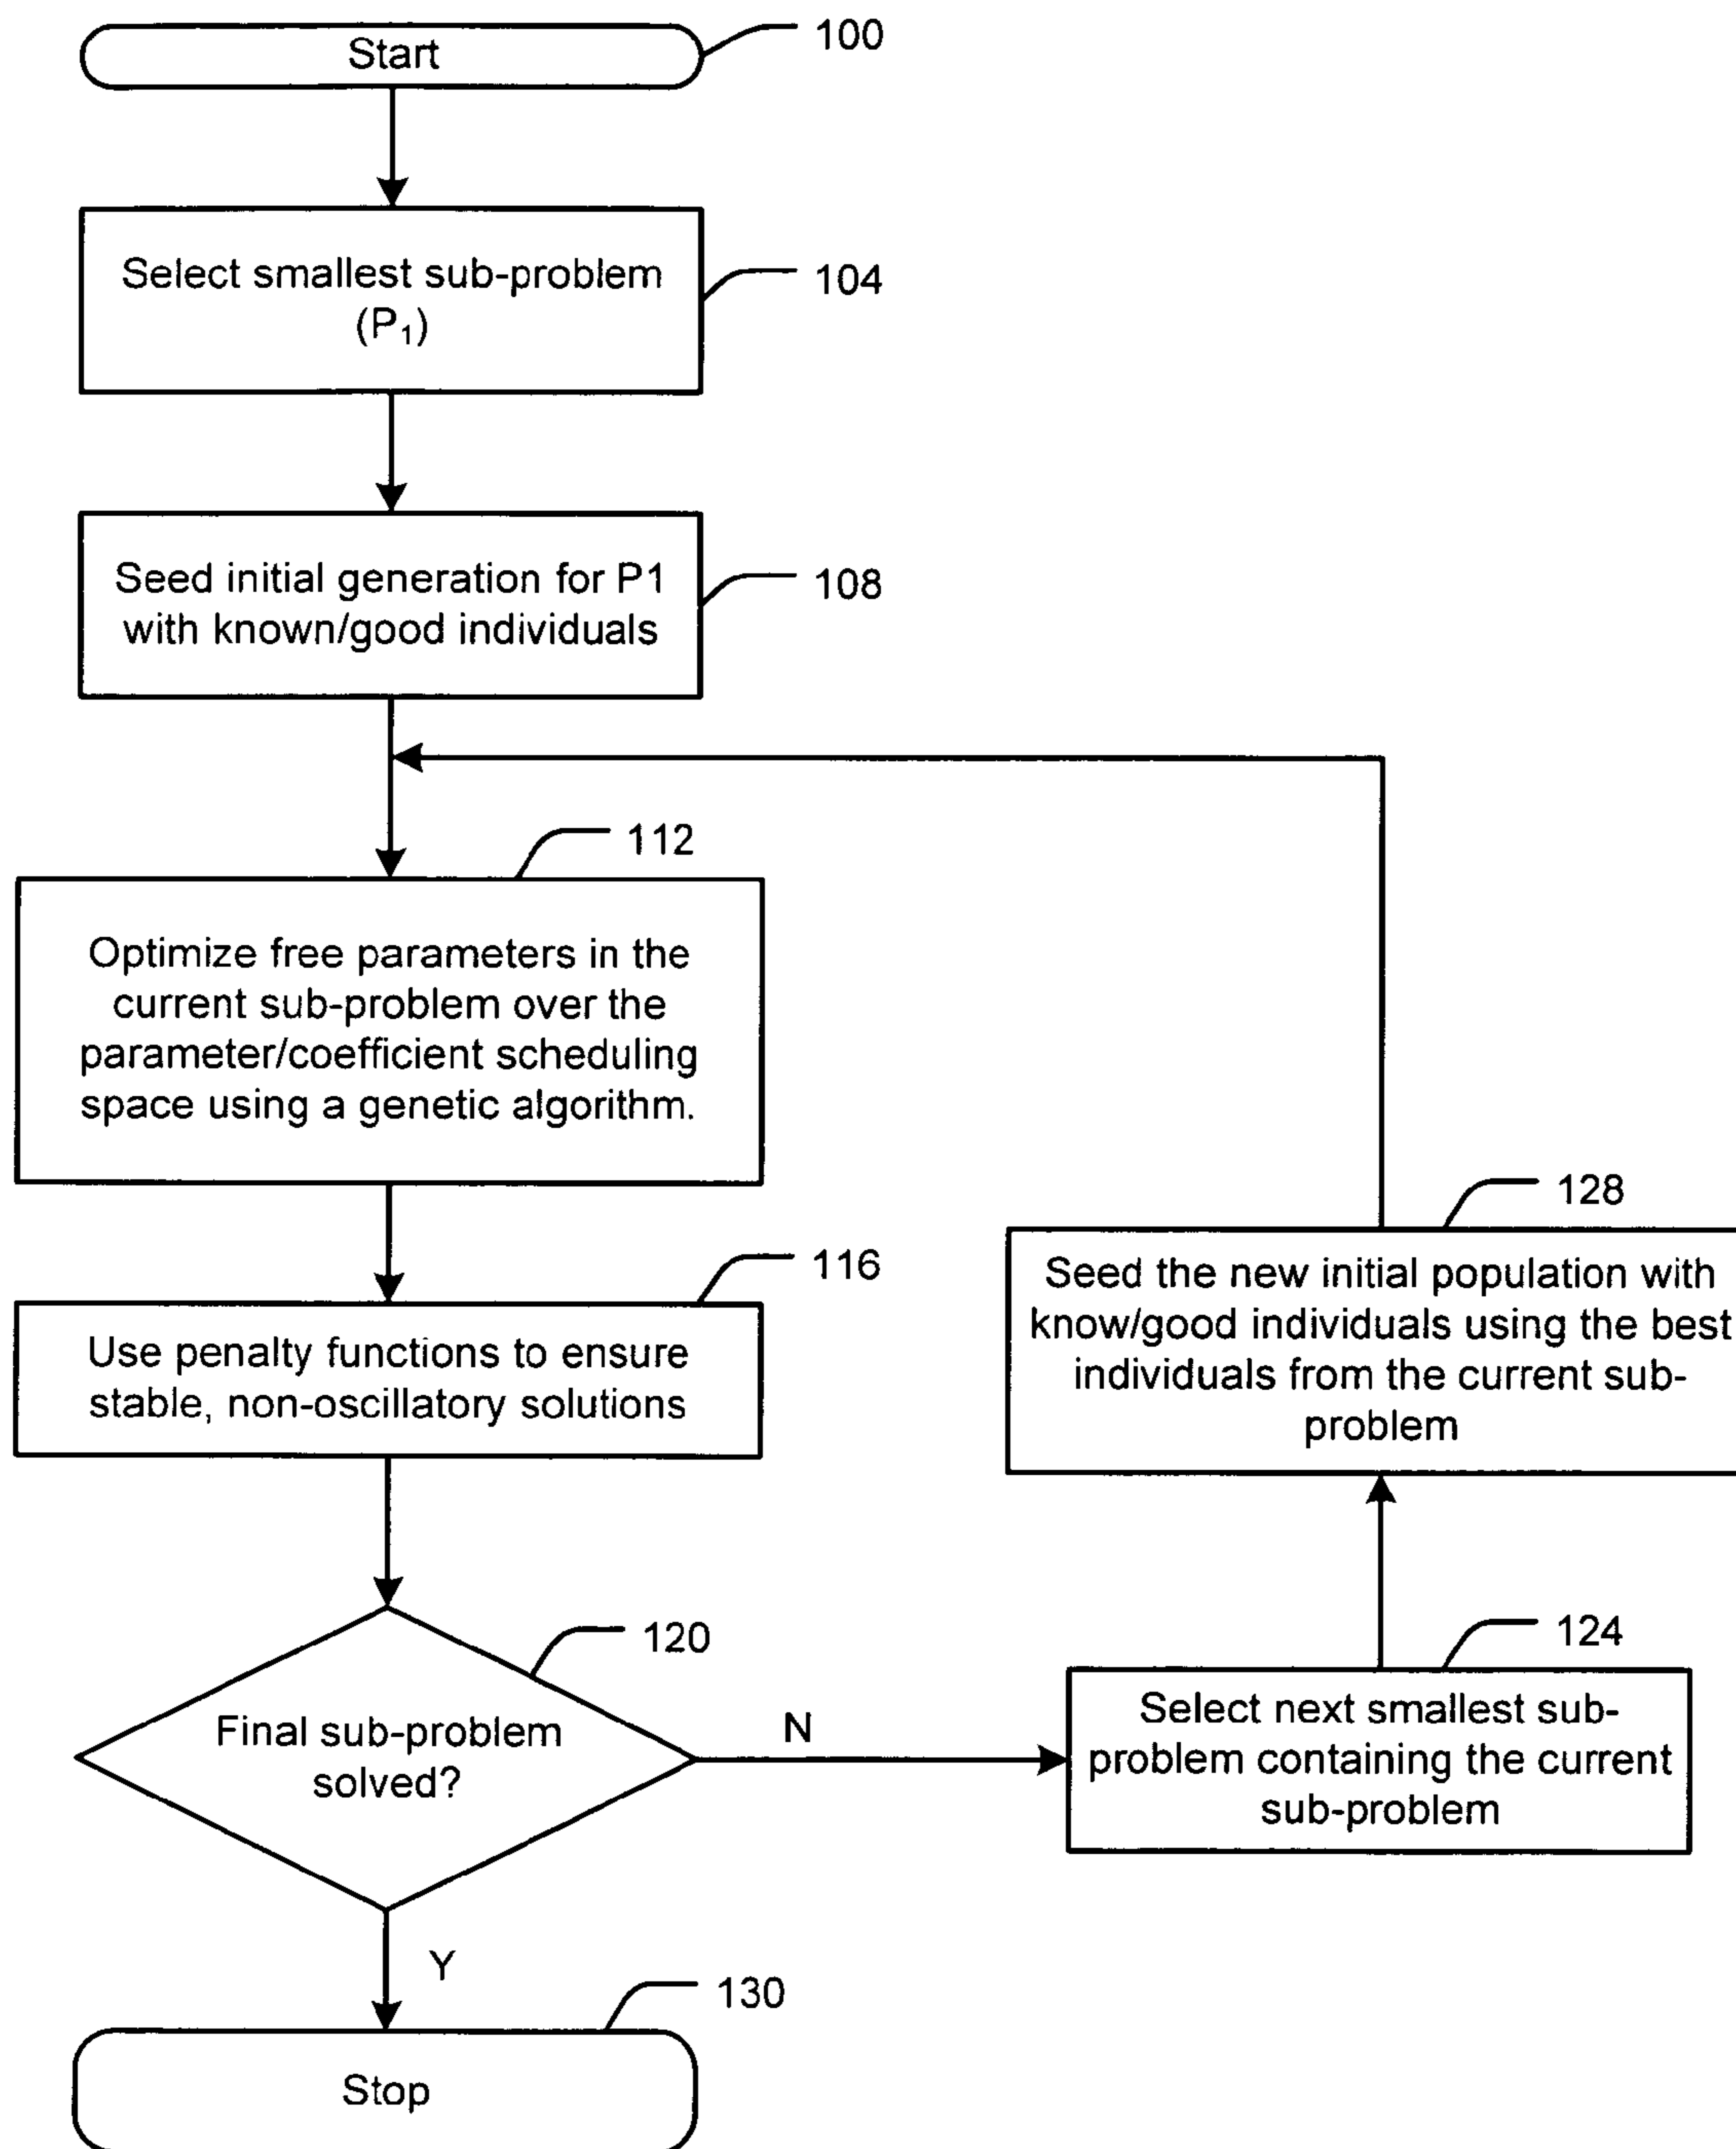 Start
100
Select smallest sub-problem
(P₁)
104
Seed initial generation for P1
with known/good individuals
108
112
Optimize free parameters in the
current sub-problem over the
parameter/coefficient scheduling
space using a genetic algorithm.
116
Use penalty functions to ensure
stable, non-oscillatory solutions
120
Final sub-problem
solved?
N
124
Select next smallest sub-
problem containing the current
sub-problem
128
Seed the new initial population with
know/good individuals using the best
individuals from the current sub-
problem
Y
130
Stop